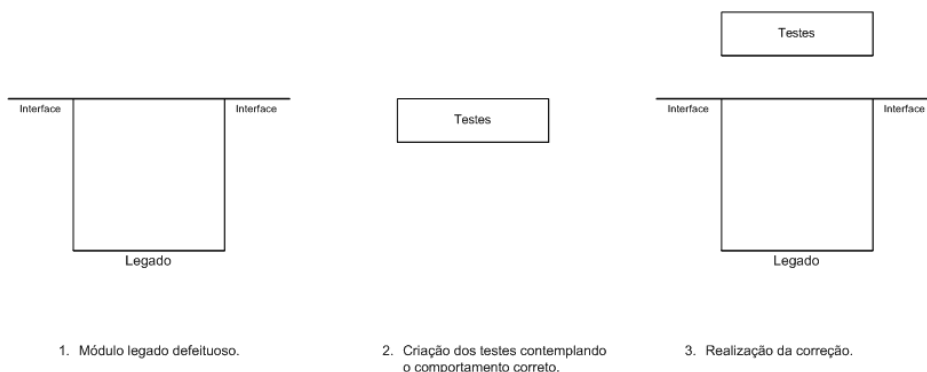 Testes
Interface
Interface
Testes
Interface
Interface
Legado
Legado
1. Módulo legado defeituoso.
2. Criação dos testes contemplando
o comportamento correto.
3. Realização da correção.